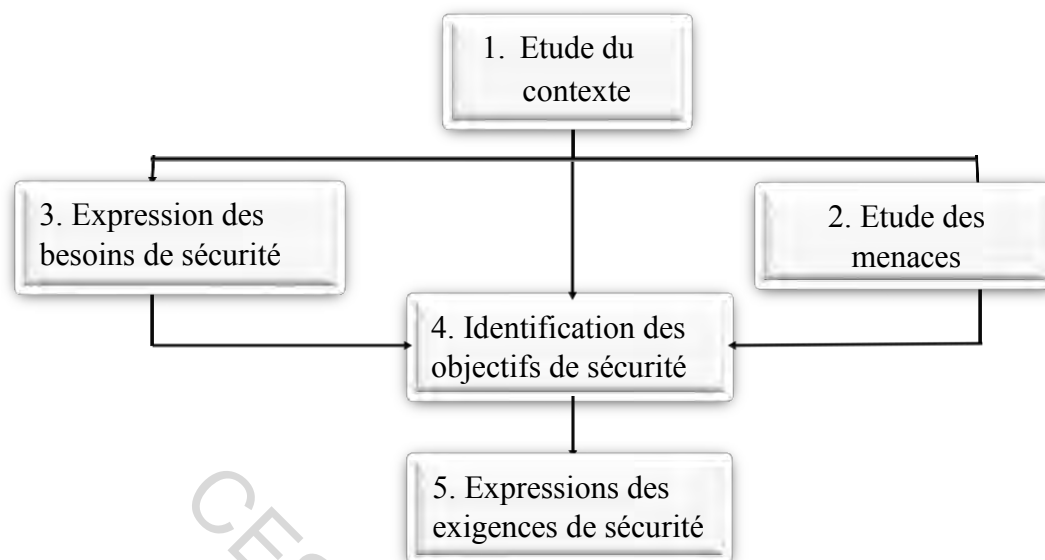 1. Etude du
contexte
3. Expression des
besoins de sécurité
2. Etude des
menaces
4. Identification des
objectifs de sécurité
5. Expressions des
exigences de sécurité